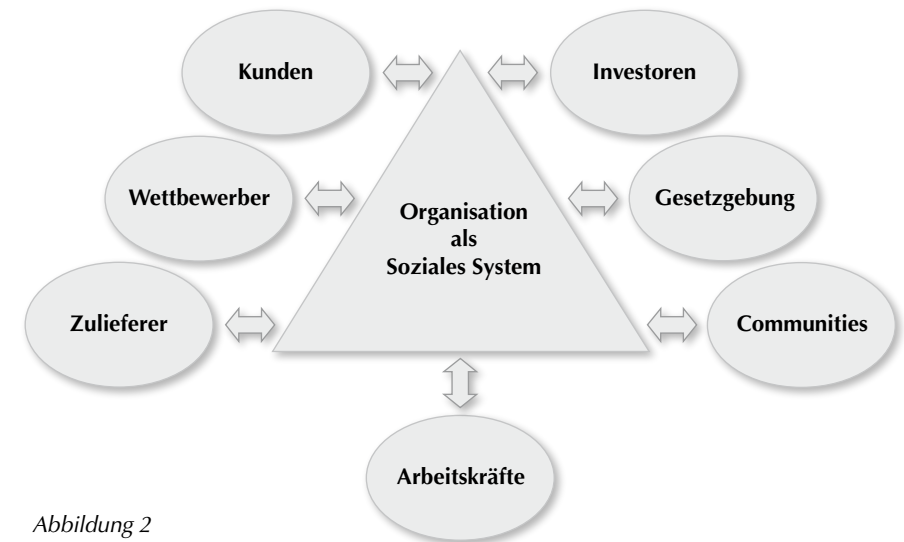 Kunden
Investoren
Wettbewerber
Organisation
als
Soziales System
Gesetzgebung
Zulieferer
Communities
Arbeitskräfte
Abbildung 2